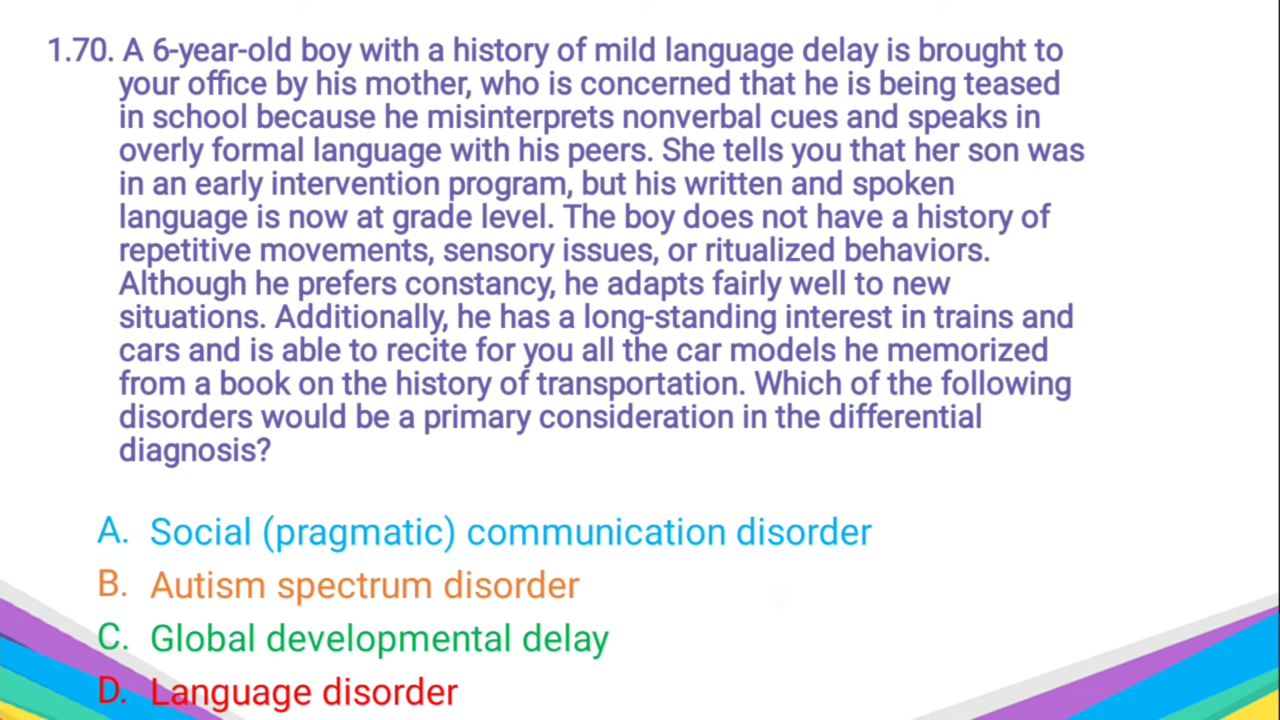 1.70. A 6-year-old boy with a history of mild language delay is brought to
your office by his mother, who is concerned that he is being teased
in school because he misinterprets nonverbal cues and speaks in
overly formal language with his peers. She tells you that her son was
in an early intervention program, but his written and spoken
language is now at grade level. The boy does not have a history of
repetitive movements, sensory issues, or ritualized behaviors.
Although he prefers constancy, he adapts fairly well to new
situations. Additionally, he has a long-standing interest in trains and
cars and is able to recite for you all the car models he memorized
from a book on the history of transportation. Which of the following
disorders would be a primary consideration in the differential
diagnosis?
A. Social (pragmatic) communication disorder
B. Autism spectrum disorder
C. Global developmental delay
D. Language disorder